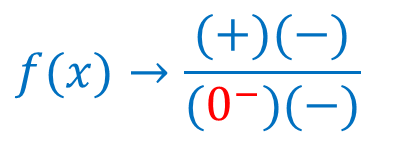 f(x) → (+)(−) / (0⁻)(−)